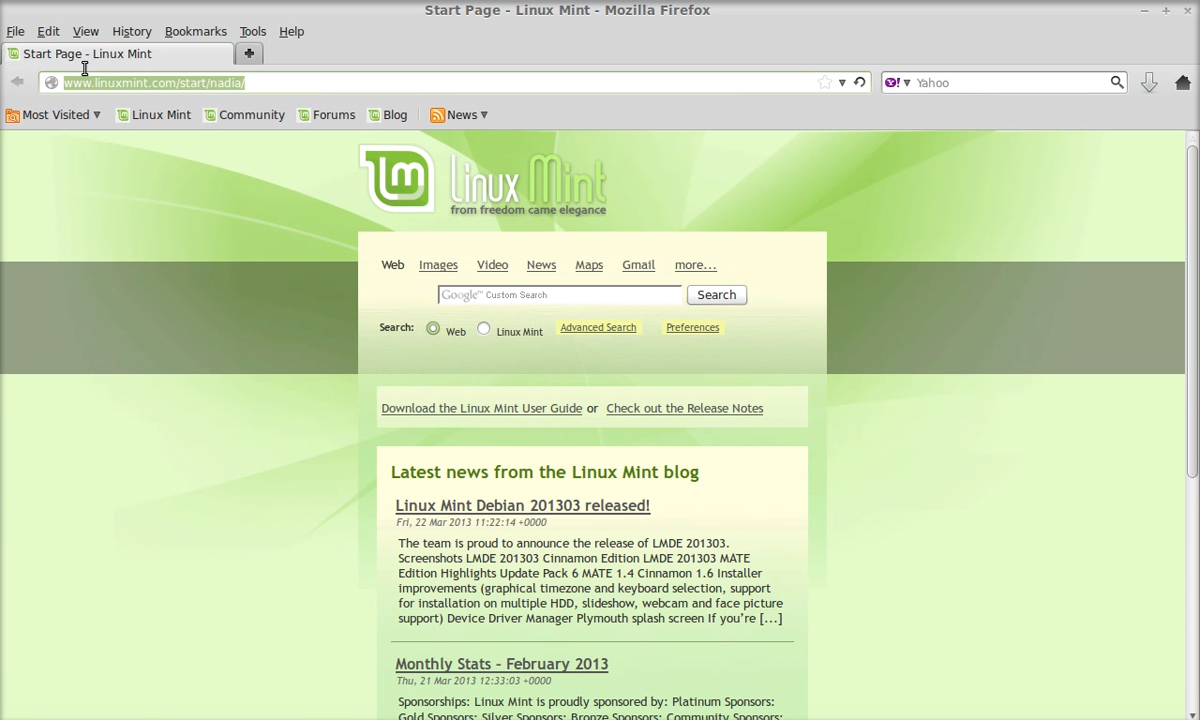 Start Page - Linux Mint - Mozilla Firefox
File Edit View History Bookmarks Tools Help
Start Page - Linux Mint
www.linuxmint.com/start/nadia/ Yahoo
Most Visited Linux Mint Community Forums Blog News
Linux Mint
from freedom came elegance
Web Images Video News Maps Gmail more...
Google™ Custom Search Search
Search: Web Linux Mint Advanced Search Preferences
Download the Linux Mint User Guide or Check out the Release Notes
Latest news from the Linux Mint blog
Linux Mint Debian 201303 released!
Fri, 22 Mar 2013 11:22:14 +0000
The team is proud to announce the release of LMDE 201303.
Screenshots LMDE 201303 Cinnamon Edition LMDE 201303 MATE
Edition Highlights Update Pack 6 MATE 1.4 Cinnamon 1.6 Installer
improvements (graphical timezone and keyboard selection, support
for installation on multiple HDD, slideshow, webcam and face picture
support) Device Driver Manager Plymouth splash screen If you're [...]
Monthly Stats – February 2013
Thu, 21 Mar 2013 12:33:03 +0000
Sponsorships: Linux Mint is proudly sponsored by: Platinum Sponsors:
Gold Sponsors: Silver Sponsors: Bronze Sponsors: Community Sponsors: